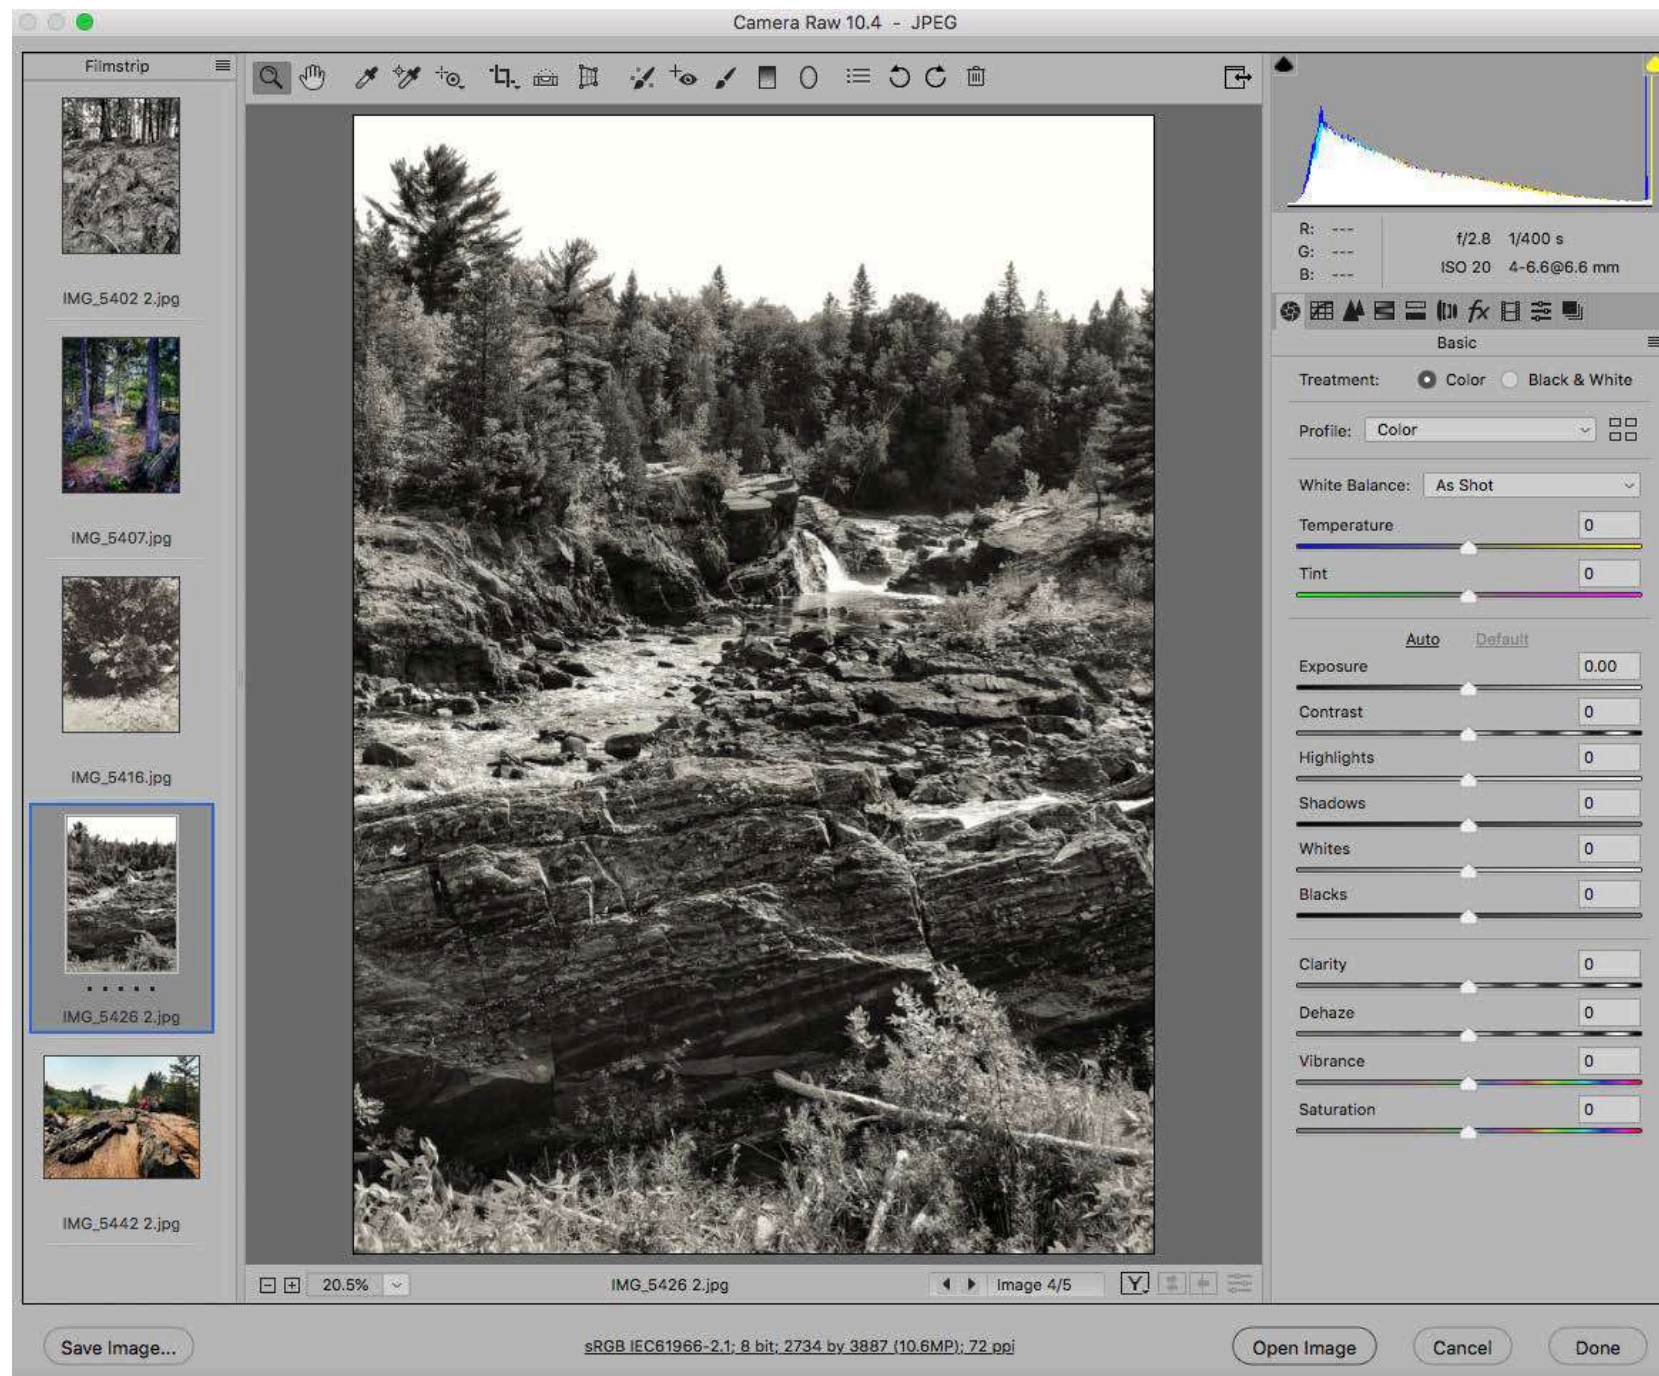 Camera Raw 10.4 - JPEG
Filmstrip
IMG_5402 2.jpg
IMG_5407.jpg
IMG_5416.jpg
IMG_5426 2.jpg
IMG_5442 2.jpg
20.5%
IMG_5426 2.jpg
Image 4/5
Y
R: ---
G: ---
B: ---
f/2.8 1/400 s
ISO 20 4-6.6@6.6 mm
fx
Basic
Treatment: Color Black & White
Profile: Color
White Balance: As Shot
Temperature 0
Tint 0
Auto Default
Exposure 0.00
Contrast 0
Highlights 0
Shadows 0
Whites 0
Blacks 0
Clarity 0
Dehaze 0
Vibrance 0
Saturation 0
Save Image...
sRGB IEC61966-2.1; 8 bit; 2734 by 3887 (10.6MP); 72 ppi
Open Image
Cancel
Done